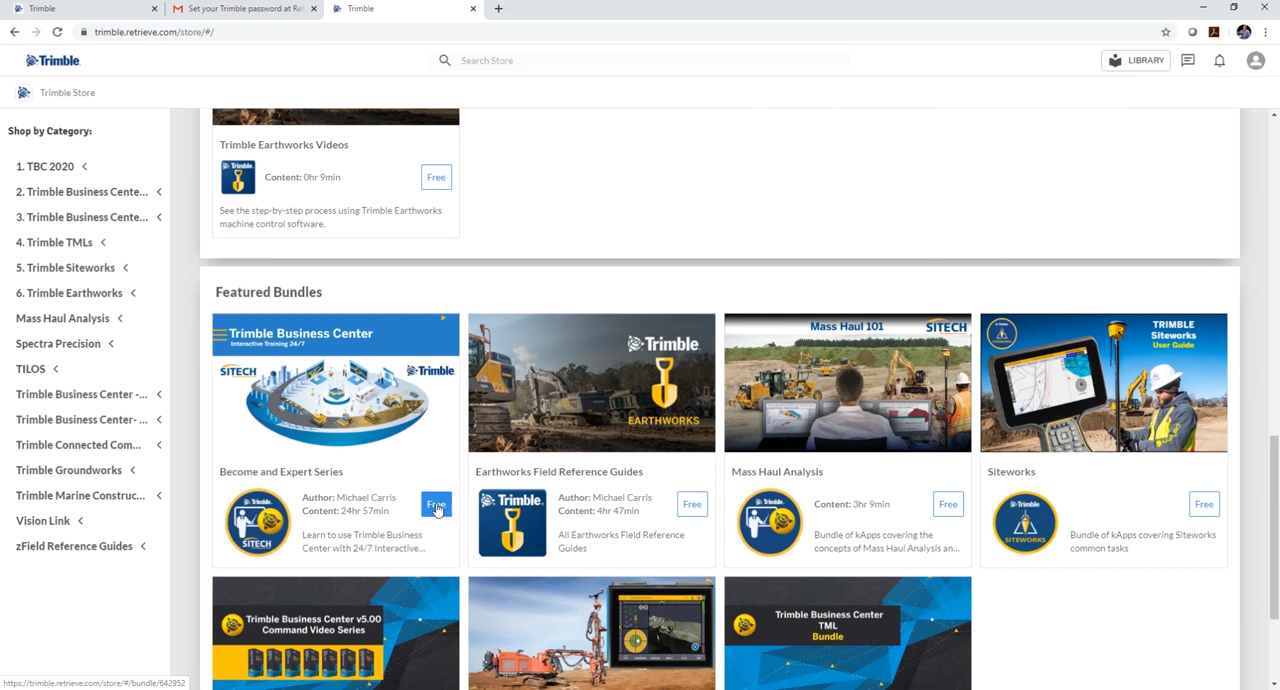 Trimble
Set your Trimble password at Ret
Trimble
trimble.retrieve.com/store/#/
Trimble
Search Store
LIBRARY
Trimble Store
Shop by Category:
1. TBC 2020
2. Trimble Business Cente...
3. Trimble Business Cente...
4. Trimble TMLs
5. Trimble Siteworks
6. Trimble Earthworks
Mass Haul Analysis
Spectra Precision
TILOS
Trimble Business Center -...
Trimble Business Center- ...
Trimble Connected Com...
Trimble Groundworks
Trimble Marine Construc...
Vision Link
zField Reference Guides
Trimble Earthworks Videos
Trimble
Content: 0hr 9min
Free
See the step-by-step process using Trimble Earthworks
machine control software.
Featured Bundles
Trimble Business Center
Interactive Training 24/7
SITECH
Trimble
Become and Expert Series
Trimble
SITECH
Author: Michael Carris
Content: 24hr 57min
Free
Learn to use Trimble Business
Center with 24/7 Interactive...
Trimble
EARTHWORKS
Earthworks Field Reference Guides
Trimble
Author: Michael Carris
Content: 4hr 47min
Free
All Earthworks Field Reference
Guides
Mass Haul 101
SITECH
Mass Haul Analysis
Trimble
SITECH
Content: 3hr 9min
Free
Bundle of kApps covering the
concepts of Mass Haul Analysis an...
TRIMBLE
Siteworks
User Guide
Siteworks
Trimble
SITEWORKS
Free
Bundle of kApps covering Siteworks
common tasks
Trimble Business Center v5.00
Command Video Series
Trimble Business Center
TML
Bundle
https://trimble.retrieve.com/store/#/bundle/642952